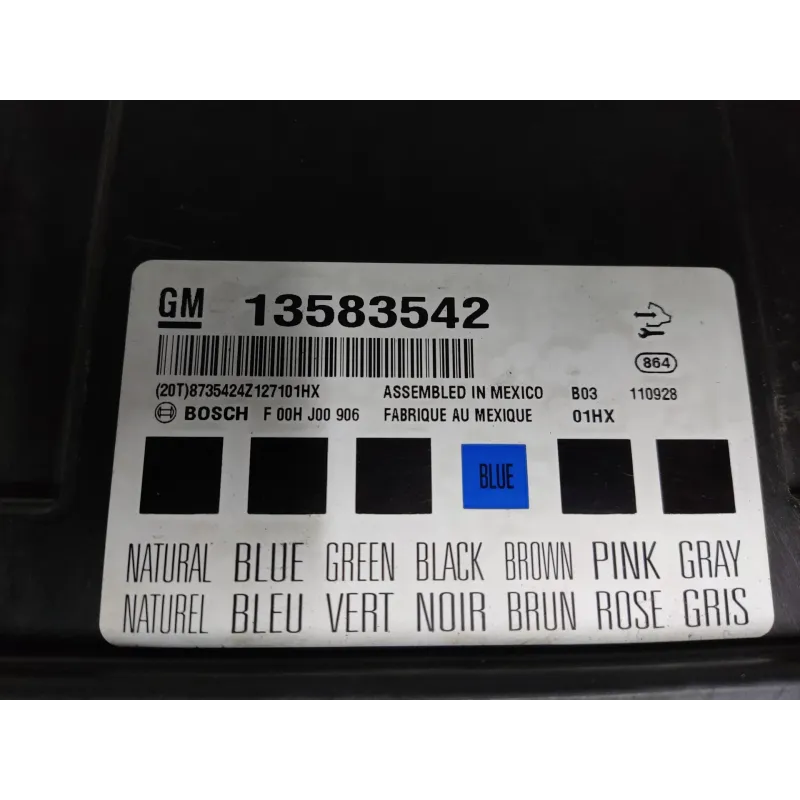 GM 13583542
864
(20T)8735424Z127101HX ASSEMBLED IN MEXICO B03 110928
BOSCH F 00H J00 906 FABRIQUE AU MEXIQUE 01HX
BLUE
NATURAL BLUE GREEN BLACK BROWN PINK GRAY
NATUREL BLEU VERT NOIR BRUN ROSE GRIS